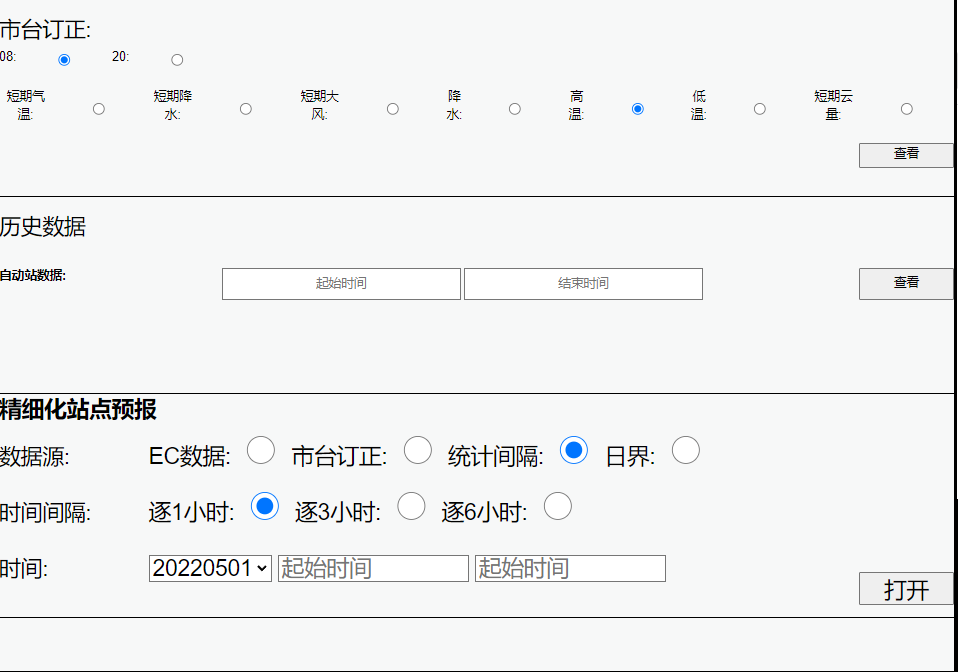 市台订正:
08: 20:
短期气温: 短期降水: 短期大风: 降水: 高温: 低温: 短期云量:
查看
历史数据
自动站数据: 起始时间 结束时间 查看
精细化站点预报
数据源: EC数据: 市台订正: 统计间隔: 日界:
时间间隔: 逐1小时: 逐3小时: 逐6小时:
时间: 20220501 起始时间 起始时间
打开